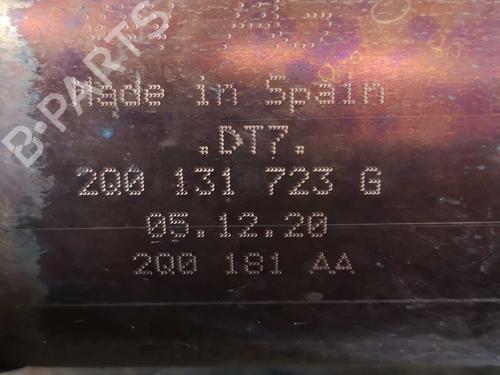 B-PARTS
Made in Spain
.DT7.
2Q0 131 723 G
05.12.20
2Q0 181 AA